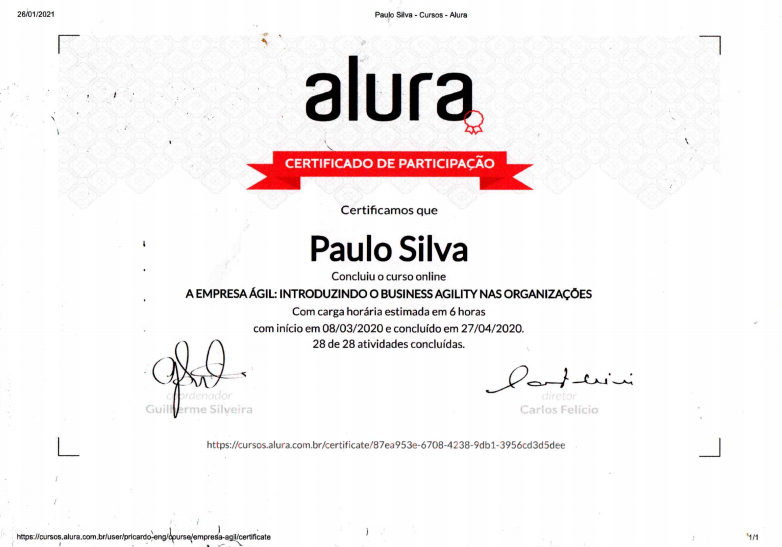 26/01/2021
Paulo Silva - Cursos - Alura
alura
CERTIFICADO DE PARTICIPAÇÃO
Certificamos que
Paulo Silva
Concluiu o curso online
A EMPRESA ÁGIL: INTRODUZINDO O BUSINESS AGILITY NAS ORGANIZAÇÕES
Com carga horária estimada em 6 horas
com início em 08/03/2020 e concluído em 27/04/2020.
28 de 28 atividades concluídas.
coordenador
Guilherme Silveira
diretor
Carlos Felício
https://cursos.alura.com.br/certificate/87ea953e-6708-4238-9db1-3956cd3d5dee
https://cursos.alura.com.br/user/pricardo-eng/course/empresa-agil/certificate
1/1